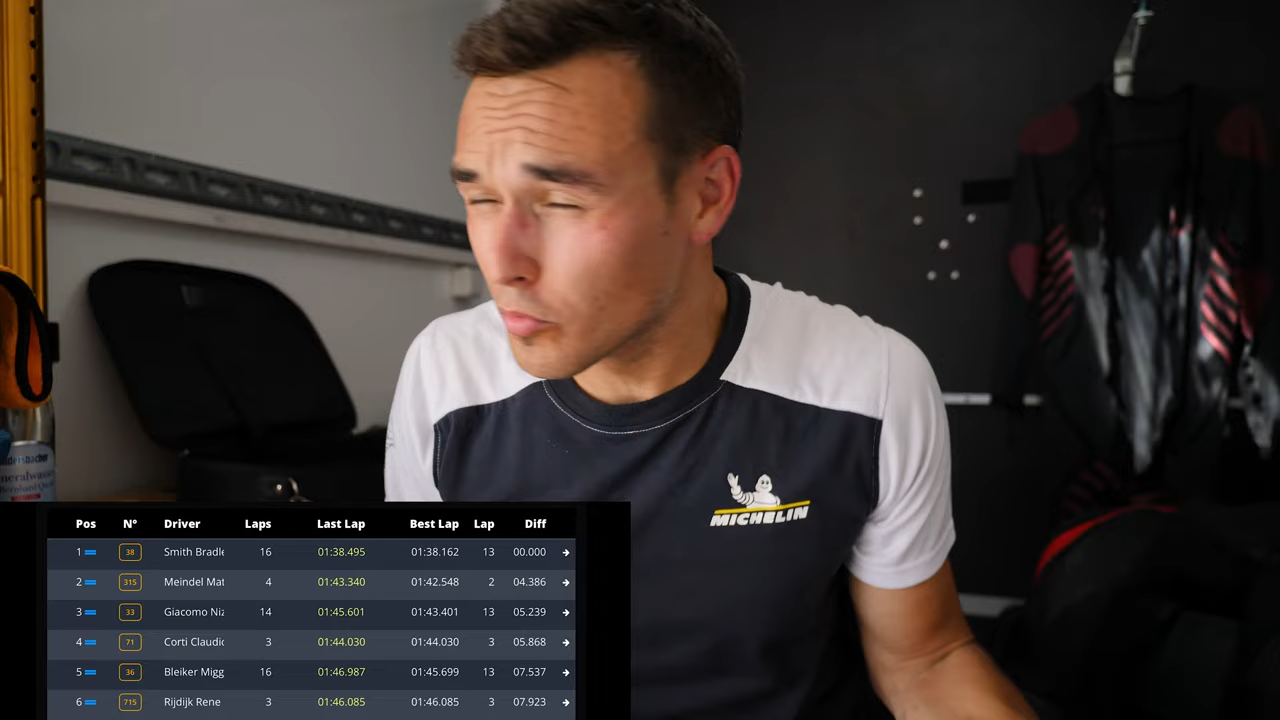 MICHELIN
Pos Nº Driver Laps Last Lap Best Lap Lap Diff
1 38 Smith Bradle 16 01:38.495 01:38.162 13 00.000
2 315 Meindel Mat 4 01:43.340 01:42.548 2 04.386
3 33 Giacomo Niz 14 01:45.601 01:43.401 13 05.239
4 71 Corti Claudio 3 01:44.030 01:44.030 3 05.868
5 36 Bleiker Migg 16 01:46.987 01:45.699 13 07.537
6 715 Rijdijk Rene 3 01:46.085 01:46.085 3 07.923